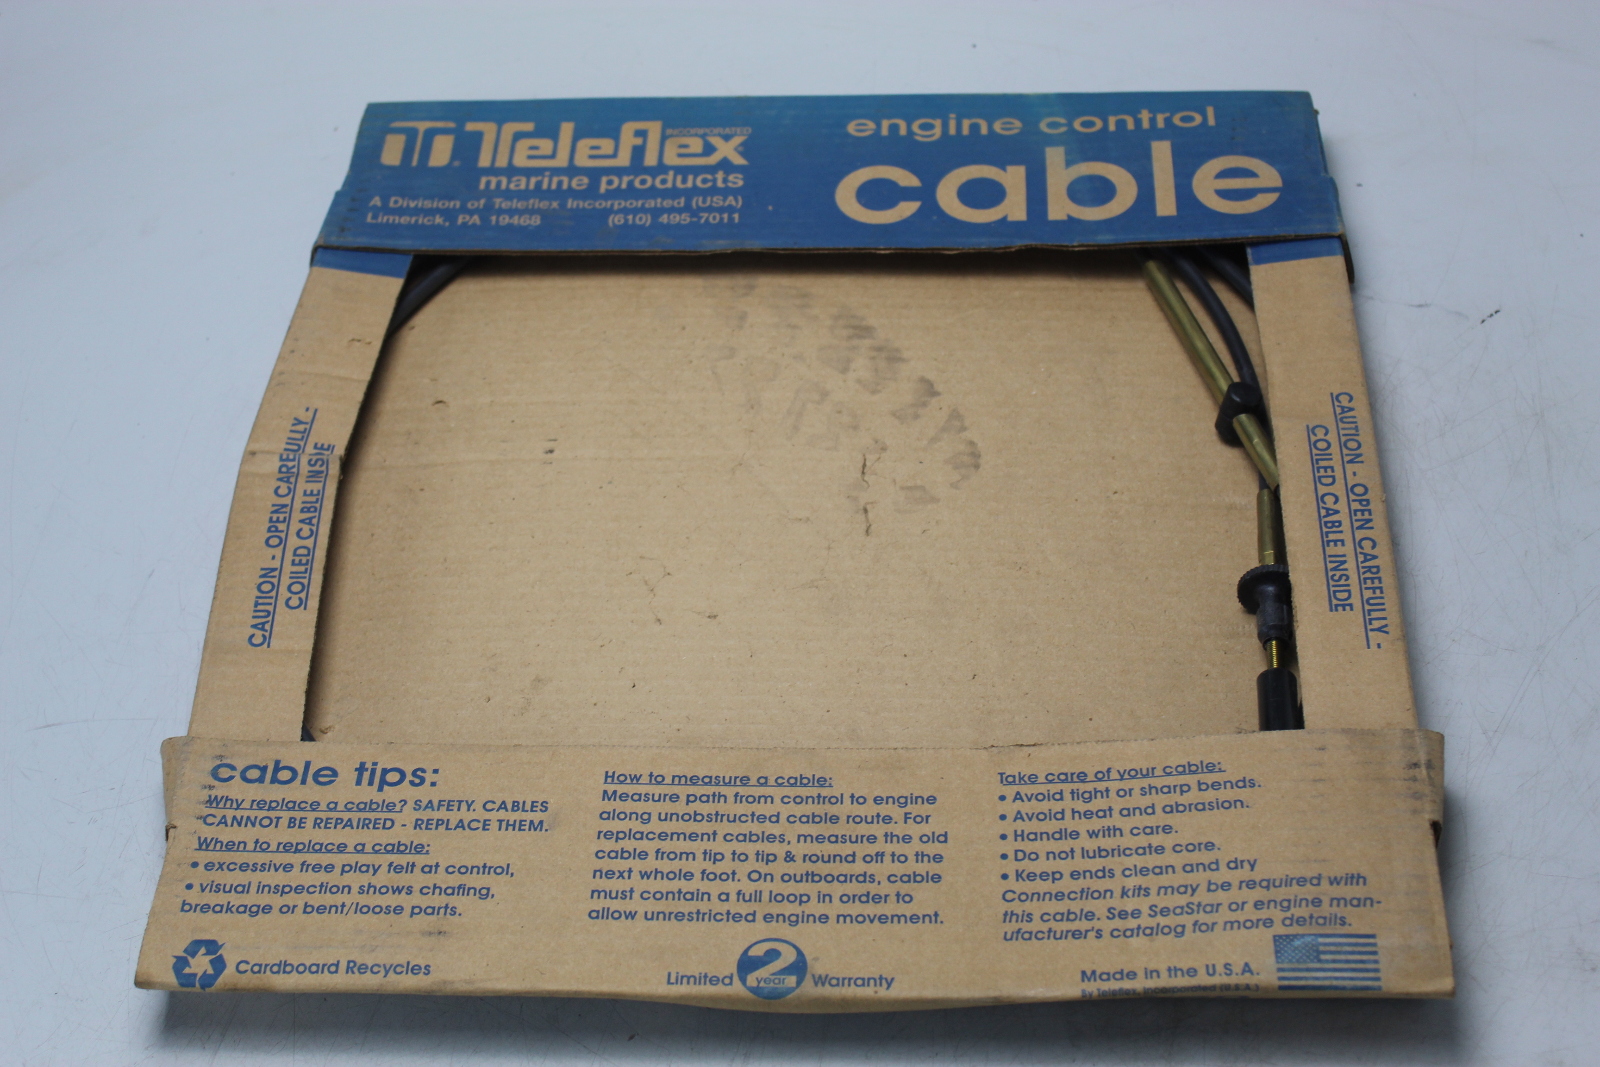 Teleflex
INCORPORATED
marine products
A Division of Teleflex Incorporated (USA)
Limerick, PA 19468 (610) 495-7011
engine control
cable
CAUTION - OPEN CAREFULLY -
COILED CABLE INSIE
CAUTION - OPEN CAREFULLY -
COILED CABLE INSIDE
cable tips:
Why replace a cable? SAFETY. CABLES
CANNOT BE REPAIRED - REPLACE THEM.
When to replace a cable:
• excessive free play felt at control,
• visual inspection shows chafing,
breakage or bent/loose parts.
Cardboard Recycles
How to measure a cable:
Measure path from control to engine
along unobstructed cable route. For
replacement cables, measure the old
cable from tip to tip & round off to the
next whole foot. On outboards, cable
must contain a full loop in order to
allow unrestricted engine movement.
Limited 2 year Warranty
Take care of your cable:
• Avoid tight or sharp bends.
• Avoid heat and abrasion.
• Handle with care.
• Do not lubricate core.
• Keep ends clean and dry
Connection kits may be required with
this cable. See SeaStar or engine man-
ufacturer's catalog for more details.
Made in the U.S.A.
By Teleflex, Incorporated (U.S.A.)